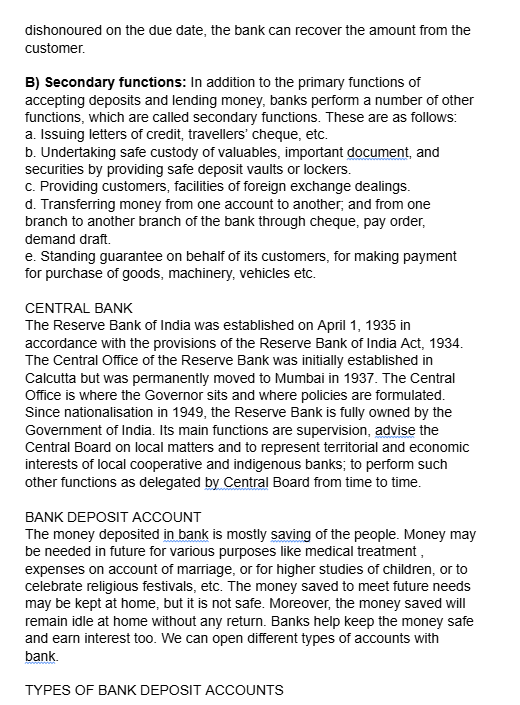 dishonoured on the due date, the bank can recover the amount from the
customer.
B) Secondary functions: In addition to the primary functions of
accepting deposits and lending money, banks perform a number of other
functions, which are called secondary functions. These are as follows:
a. Issuing letters of credit, travellers' cheque, etc.
b. Undertaking safe custody of valuables, important document, and
securities by providing safe deposit vaults or lockers.
c. Providing customers, facilities of foreign exchange dealings.
d. Transferring money from one account to another; and from one
branch to another branch of the bank through cheque, pay order,
demand draft.
e. Standing guarantee on behalf of its customers, for making payment
for purchase of goods, machinery, vehicles etc.
CENTRAL BANK
The Reserve Bank of India was established on April 1, 1935 in
accordance with the provisions of the Reserve Bank of India Act, 1934.
The Central Office of the Reserve Bank was initially established in
Calcutta but was permanently moved to Mumbai in 1937. The Central
Office is where the Governor sits and where policies are formulated.
Since nationalisation in 1949, the Reserve Bank is fully owned by the
Government of India. Its main functions are supervision, advise the
Central Board on local matters and to represent territorial and economic
interests of local cooperative and indigenous banks; to perform such
other functions as delegated by Central Board from time to time.
BANK DEPOSIT ACCOUNT
The money deposited in bank is mostly saving of the people. Money may
be needed in future for various purposes like medical treatment ,
expenses on account of marriage, or for higher studies of children, or to
celebrate religious festivals, etc. The money saved to meet future needs
may be kept at home, but it is not safe. Moreover, the money saved will
remain idle at home without any return. Banks help keep the money safe
and earn interest too. We can open different types of accounts with
bank.
TYPES OF BANK DEPOSIT ACCOUNTS